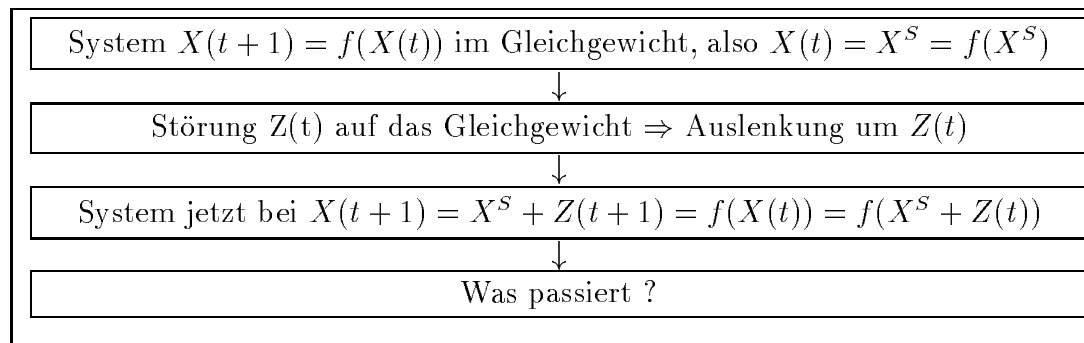 System X(t + 1) = f(X(t)) im Gleichgewicht, also X(t) = X^S = f(X^S)
↓
Störung Z(t) auf das Gleichgewicht ⇒ Auslenkung um Z(t)
↓
System jetzt bei X(t + 1) = X^S + Z(t + 1) = f(X(t)) = f(X^S + Z(t))
↓
Was passiert ?